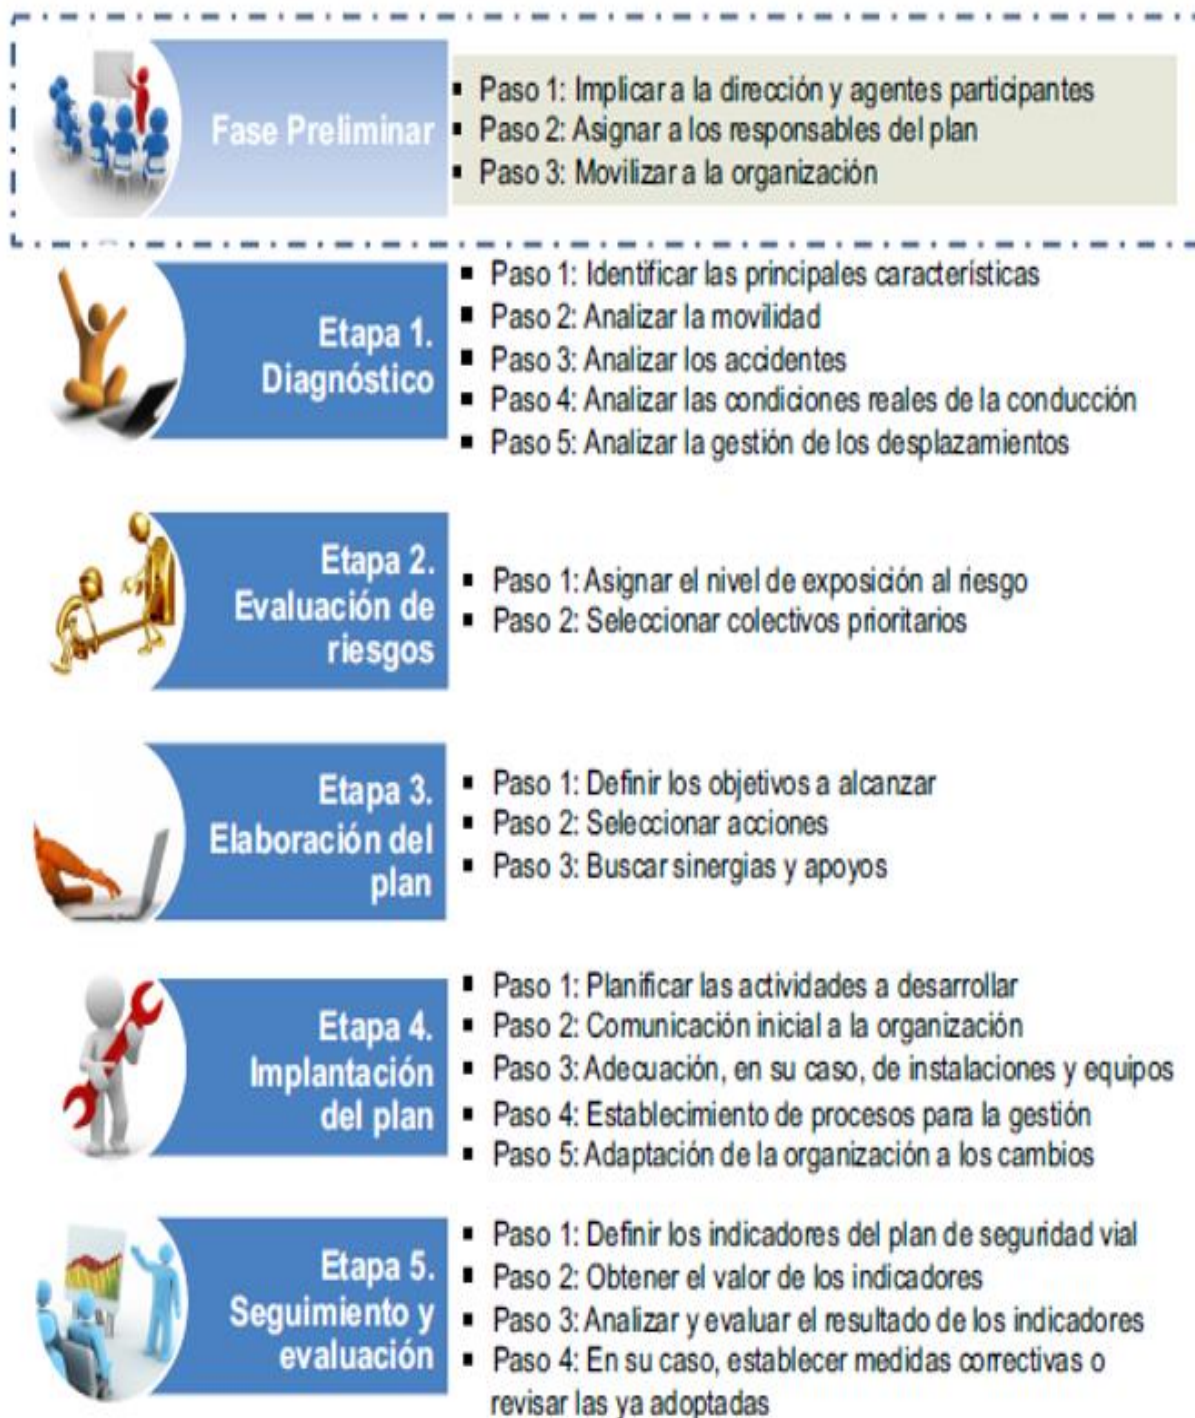 Fase Preliminar
▪ Paso 1: Implicar a la dirección y agentes participantes
▪ Paso 2: Asignar a los responsables del plan
▪ Paso 3: Movilizar a la organización
Etapa 1.
Diagnóstico
▪ Paso 1: Identificar las principales características
▪ Paso 2: Analizar la movilidad
▪ Paso 3: Analizar los accidentes
▪ Paso 4: Analizar las condiciones reales de la conducción
▪ Paso 5: Analizar la gestión de los desplazamientos
Etapa 2.
Evaluación de
riesgos
▪ Paso 1: Asignar el nivel de exposición al riesgo
▪ Paso 2: Seleccionar colectivos prioritarios
Etapa 3.
Elaboración del
plan
▪ Paso 1: Definir los objetivos a alcanzar
▪ Paso 2: Seleccionar acciones
▪ Paso 3: Buscar sinergias y apoyos
Etapa 4.
Implantación
del plan
▪ Paso 1: Planificar las actividades a desarrollar
▪ Paso 2: Comunicación inicial a la organización
▪ Paso 3: Adecuación, en su caso, de instalaciones y equipos
▪ Paso 4: Establecimiento de procesos para la gestión
▪ Paso 5: Adaptación de la organización a los cambios
Etapa 5.
Seguimiento y
evaluación
▪ Paso 1: Definir los indicadores del plan de seguridad vial
▪ Paso 2: Obtener el valor de los indicadores
▪ Paso 3: Analizar y evaluar el resultado de los indicadores
▪ Paso 4: En su caso, establecer medidas correctivas o
revisar las ya adoptadas